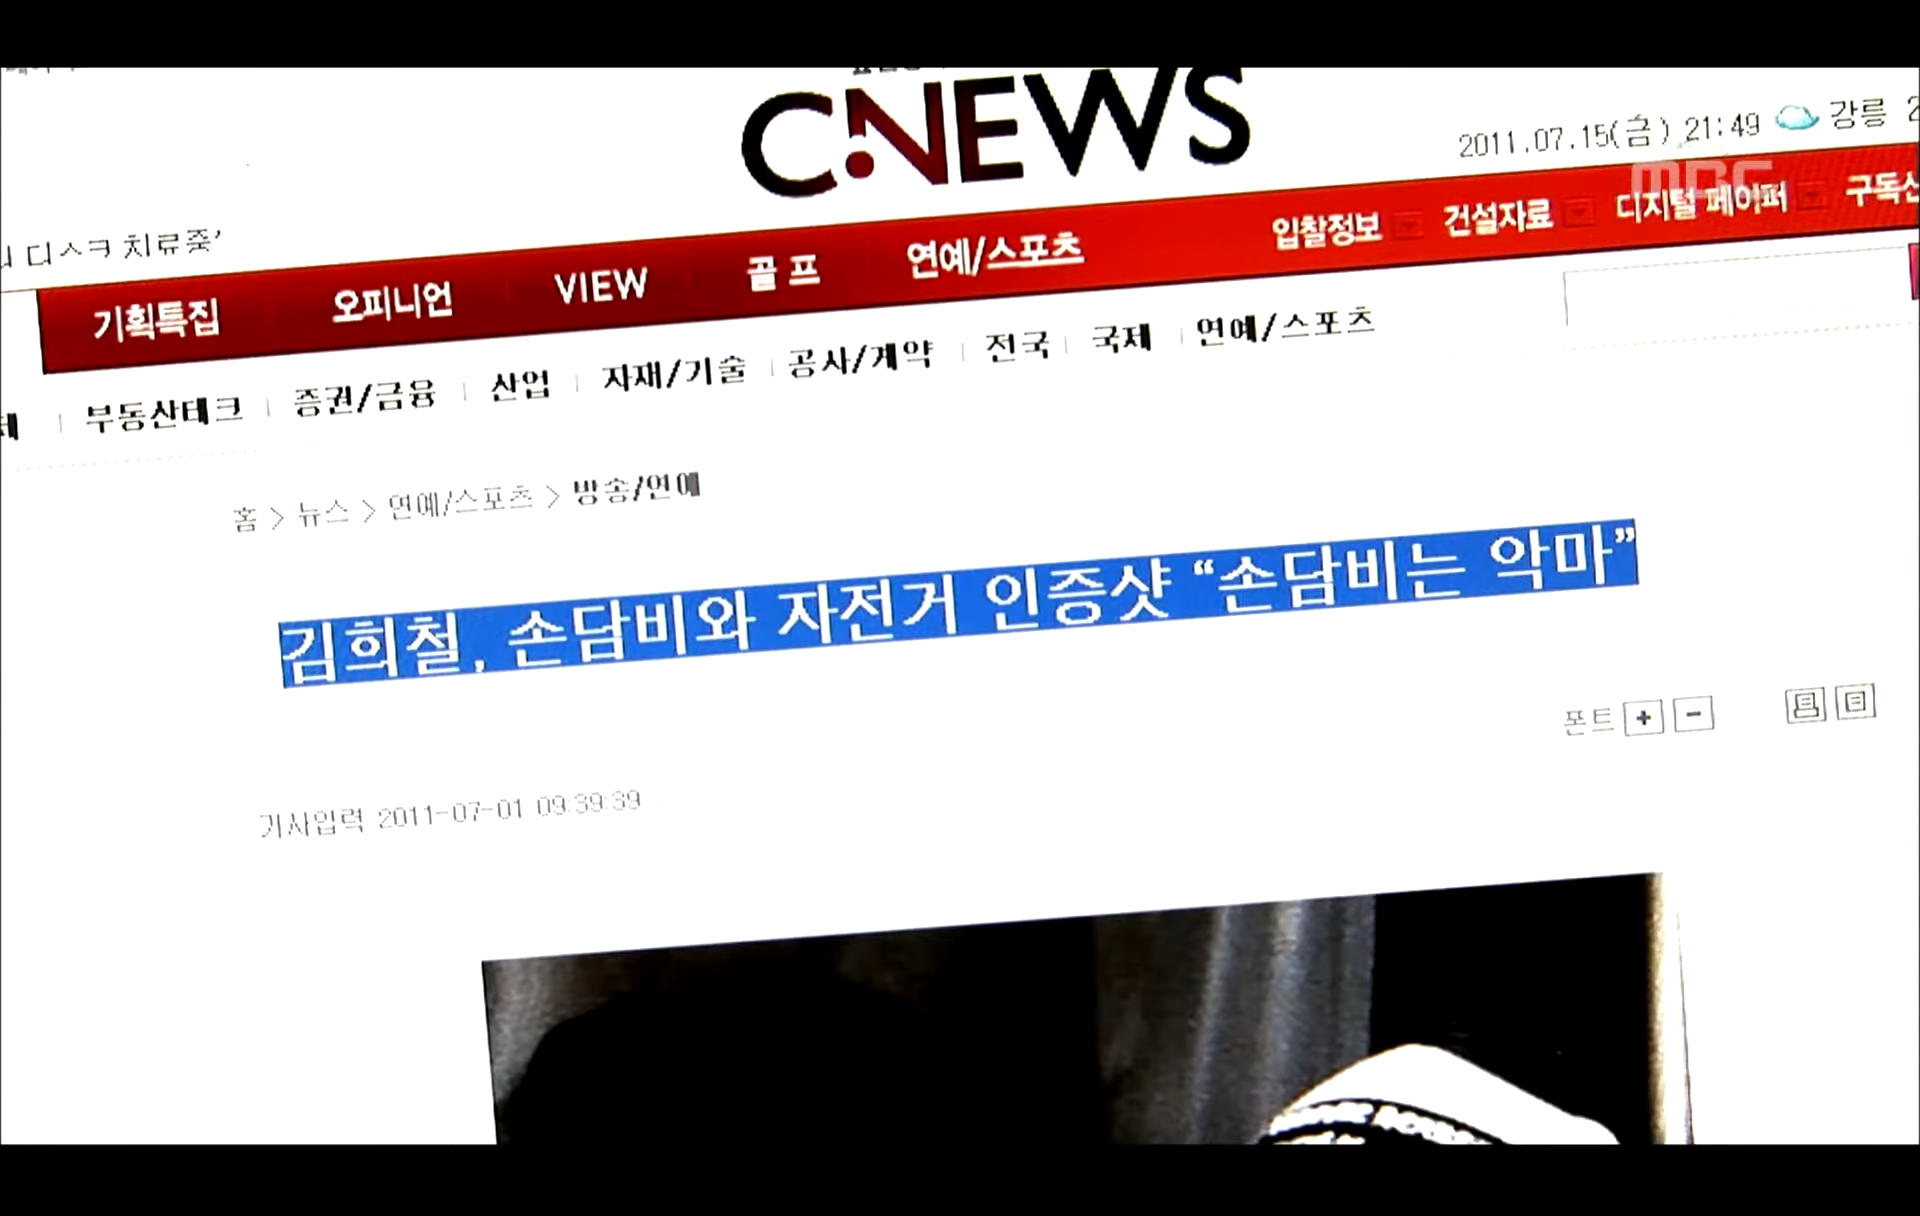 C!NEWS
2011.07.15(금) 21:49 강릉
MBC
디스크 치료중’
기획특집 오피니언 VIEW 골프 연예/스포츠 입찰정보 건설자료 디지털 페이퍼 구독신
부동산테크 | 증권/금융 | 산업 | 자재/기술 | 공사/계약 | 전국 | 국제 | 연예/스포츠
홈 > 뉴스 > 연예/스포츠 > 방송/연예
김희철, 손담비와 자전거 인증샷 “손담비는 악마”
폰트 + -
기사입력 2011-07-01 09:39:39